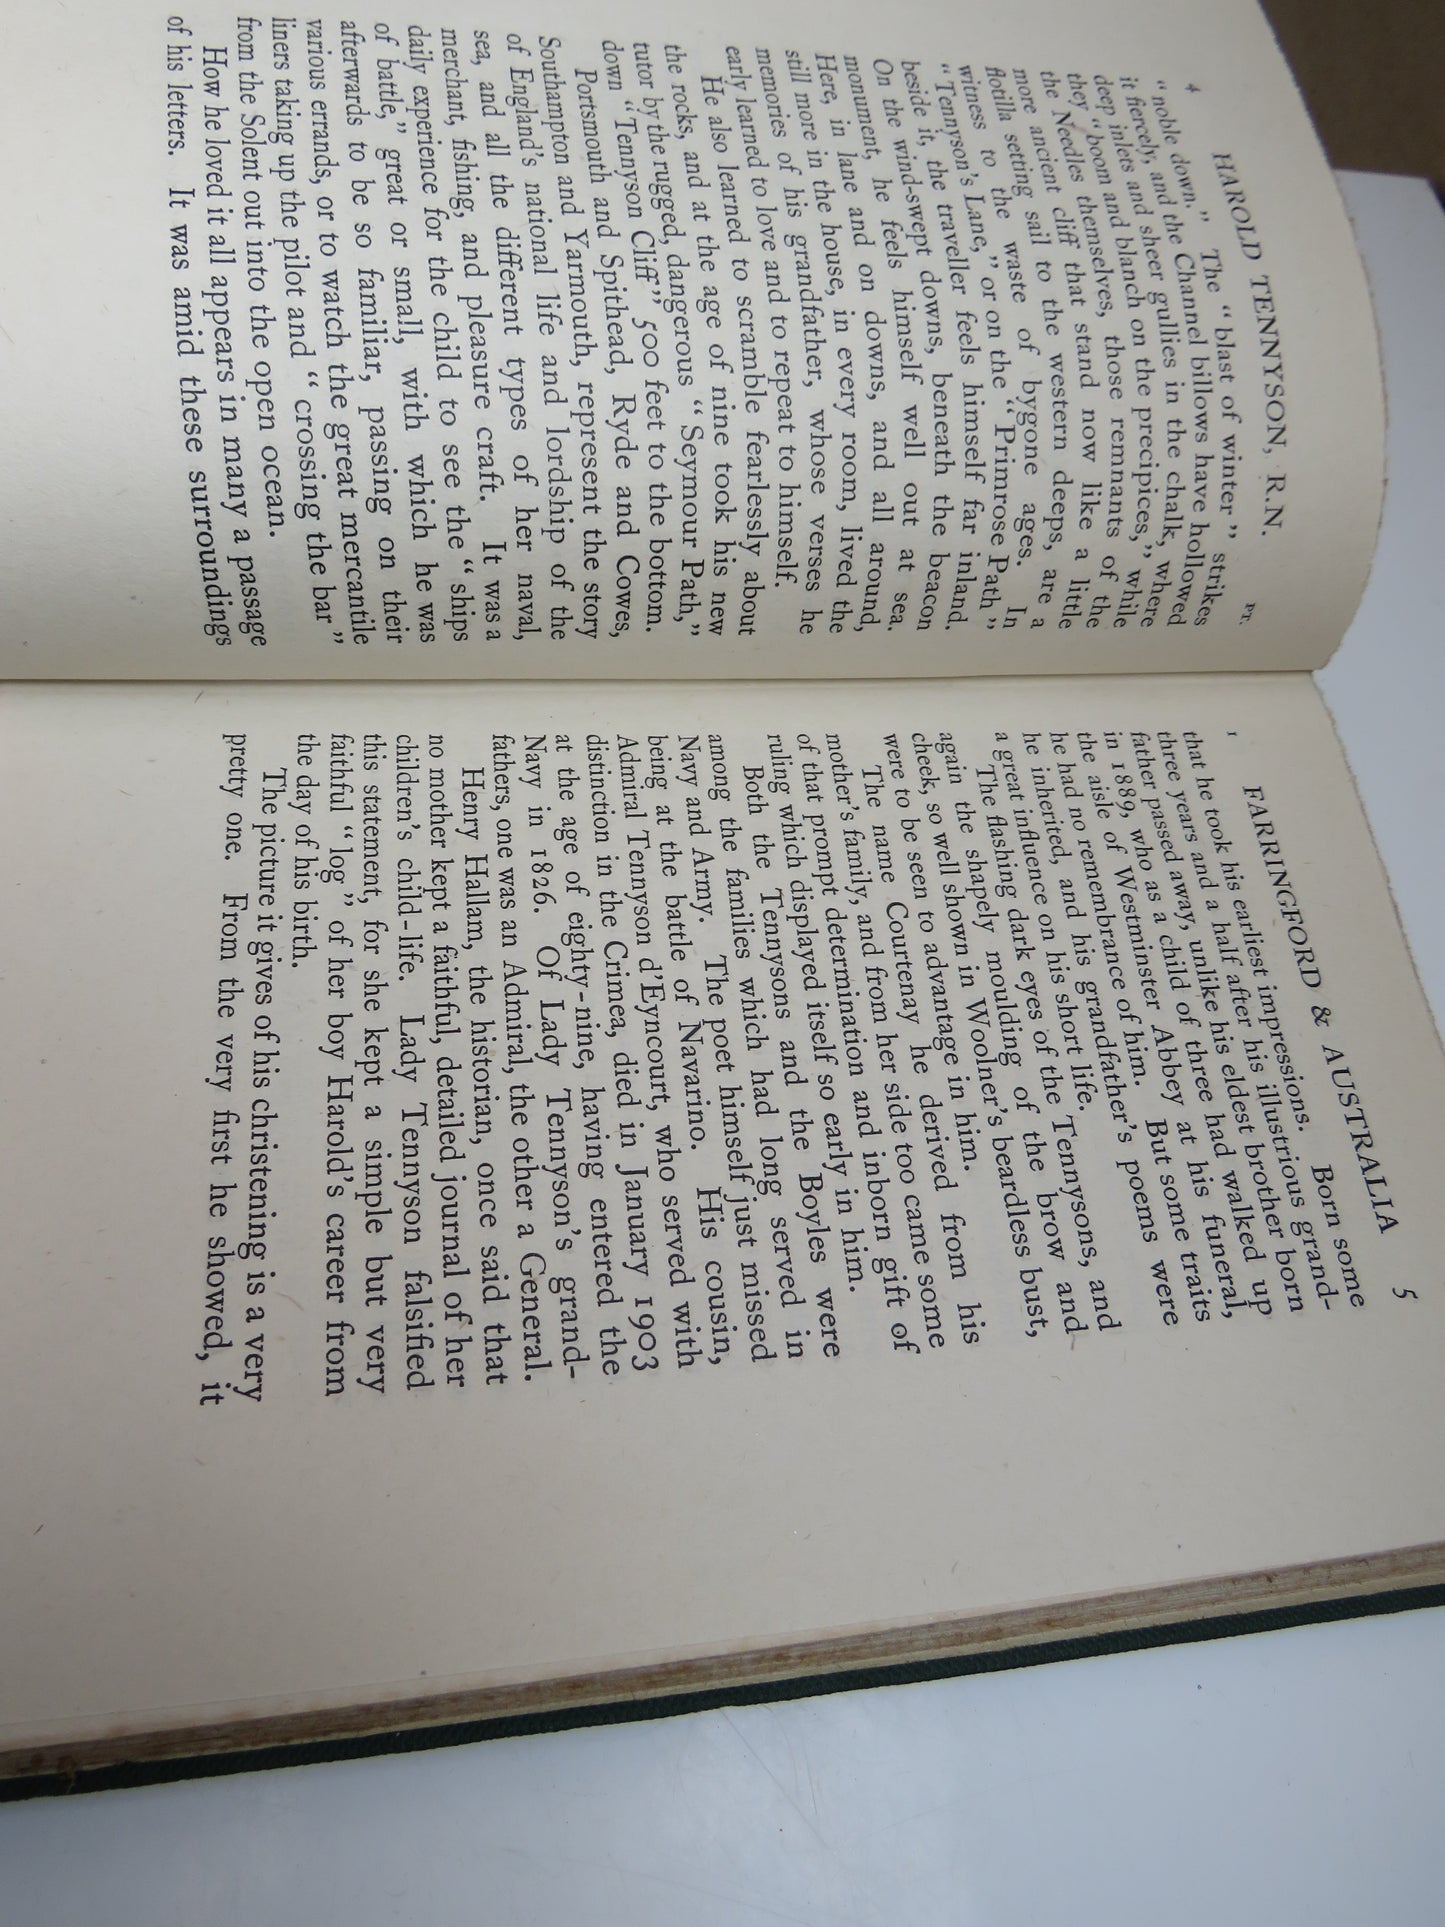 4 HAROLD TENNYSON, R.N. PT.
“noble down.” The “blast of winter” strikes
it fiercely, and the Channel billows have hollowed
deep inlets and sheer gullies in the chalk, where
they “boom and blanch on the precipices,” while
the Needles themselves, those remnants of the
more ancient cliff that stand now like a little
flotilla setting sail to the western deeps, are a
witness to the waste of bygone ages. In
“Tennyson's Lane,” or on the “Primrose Path”
beside it, the traveller feels himself far inland.
On the wind-swept downs, beneath the beacon
monument, he feels himself well out at sea.
Here, in lane and on downs, and all around,
still more in the house, in every room, lived the
memories of his grandfather, whose verses he
early learned to love and to repeat to himself.
He also learned to scramble fearlessly about
the rocks, and at the age of nine took his new
tutor by the rugged, dangerous “Seymour Path,”
down “Tennyson Cliff” 500 feet to the bottom.
Portsmouth and Spithead, Ryde and Cowes,
Southampton and Yarmouth, represent the story
of England's national life and lordship of the
sea, and all the different types of her naval,
merchant, fishing, and pleasure craft. It was a
daily experience for the child to see the “ships
of battle,” great or small, with which he was
afterwards to be so familiar, passing on their
various errands, or to watch the great mercantile
liners taking up the pilot and “crossing the bar”
from the Solent out into the open ocean.
How he loved it all appears in many a passage
of his letters. It was amid these surroundings
1 FARRINGFORD & AUSTRALIA 5
that he took his earliest impressions. Born some
three years and a half after his illustrious grand-
father passed away, unlike his eldest brother born
in 1889, who as a child of three had walked up
the aisle of Westminster Abbey at his funeral,
he had no remembrance of him. But some traits
he inherited, and his grandfather's poems were
a great influence on his short life.
The flashing dark eyes of the Tennysons, and
again the shapely moulding of the brow and
cheek, so well shown in Woolner's beardless bust,
were to be seen to advantage in him.
The name Courtenay he derived from his
mother's family, and from her side too came some
of that prompt determination and inborn gift of
ruling which displayed itself so early in him.
Both the Tennysons and the Boyles were
among the families which had long served in
Navy and Army. The poet himself just missed
being at the battle of Navarino. His cousin,
Admiral Tennyson d'Eyncourt, who served with
distinction in the Crimea, died in January 1903
at the age of eighty-nine, having entered the
Navy in 1826. Of Lady Tennyson's grand-
fathers, one was an Admiral, the other a General.
Henry Hallam, the historian, once said that
no mother kept a faithful, detailed journal of her
children's child-life. Lady Tennyson falsified
this statement, for she kept a simple but very
faithful “log” of her boy Harold's career from
the day of his birth.
The picture it gives of his christening is a very
pretty one. From the very first he showed, it